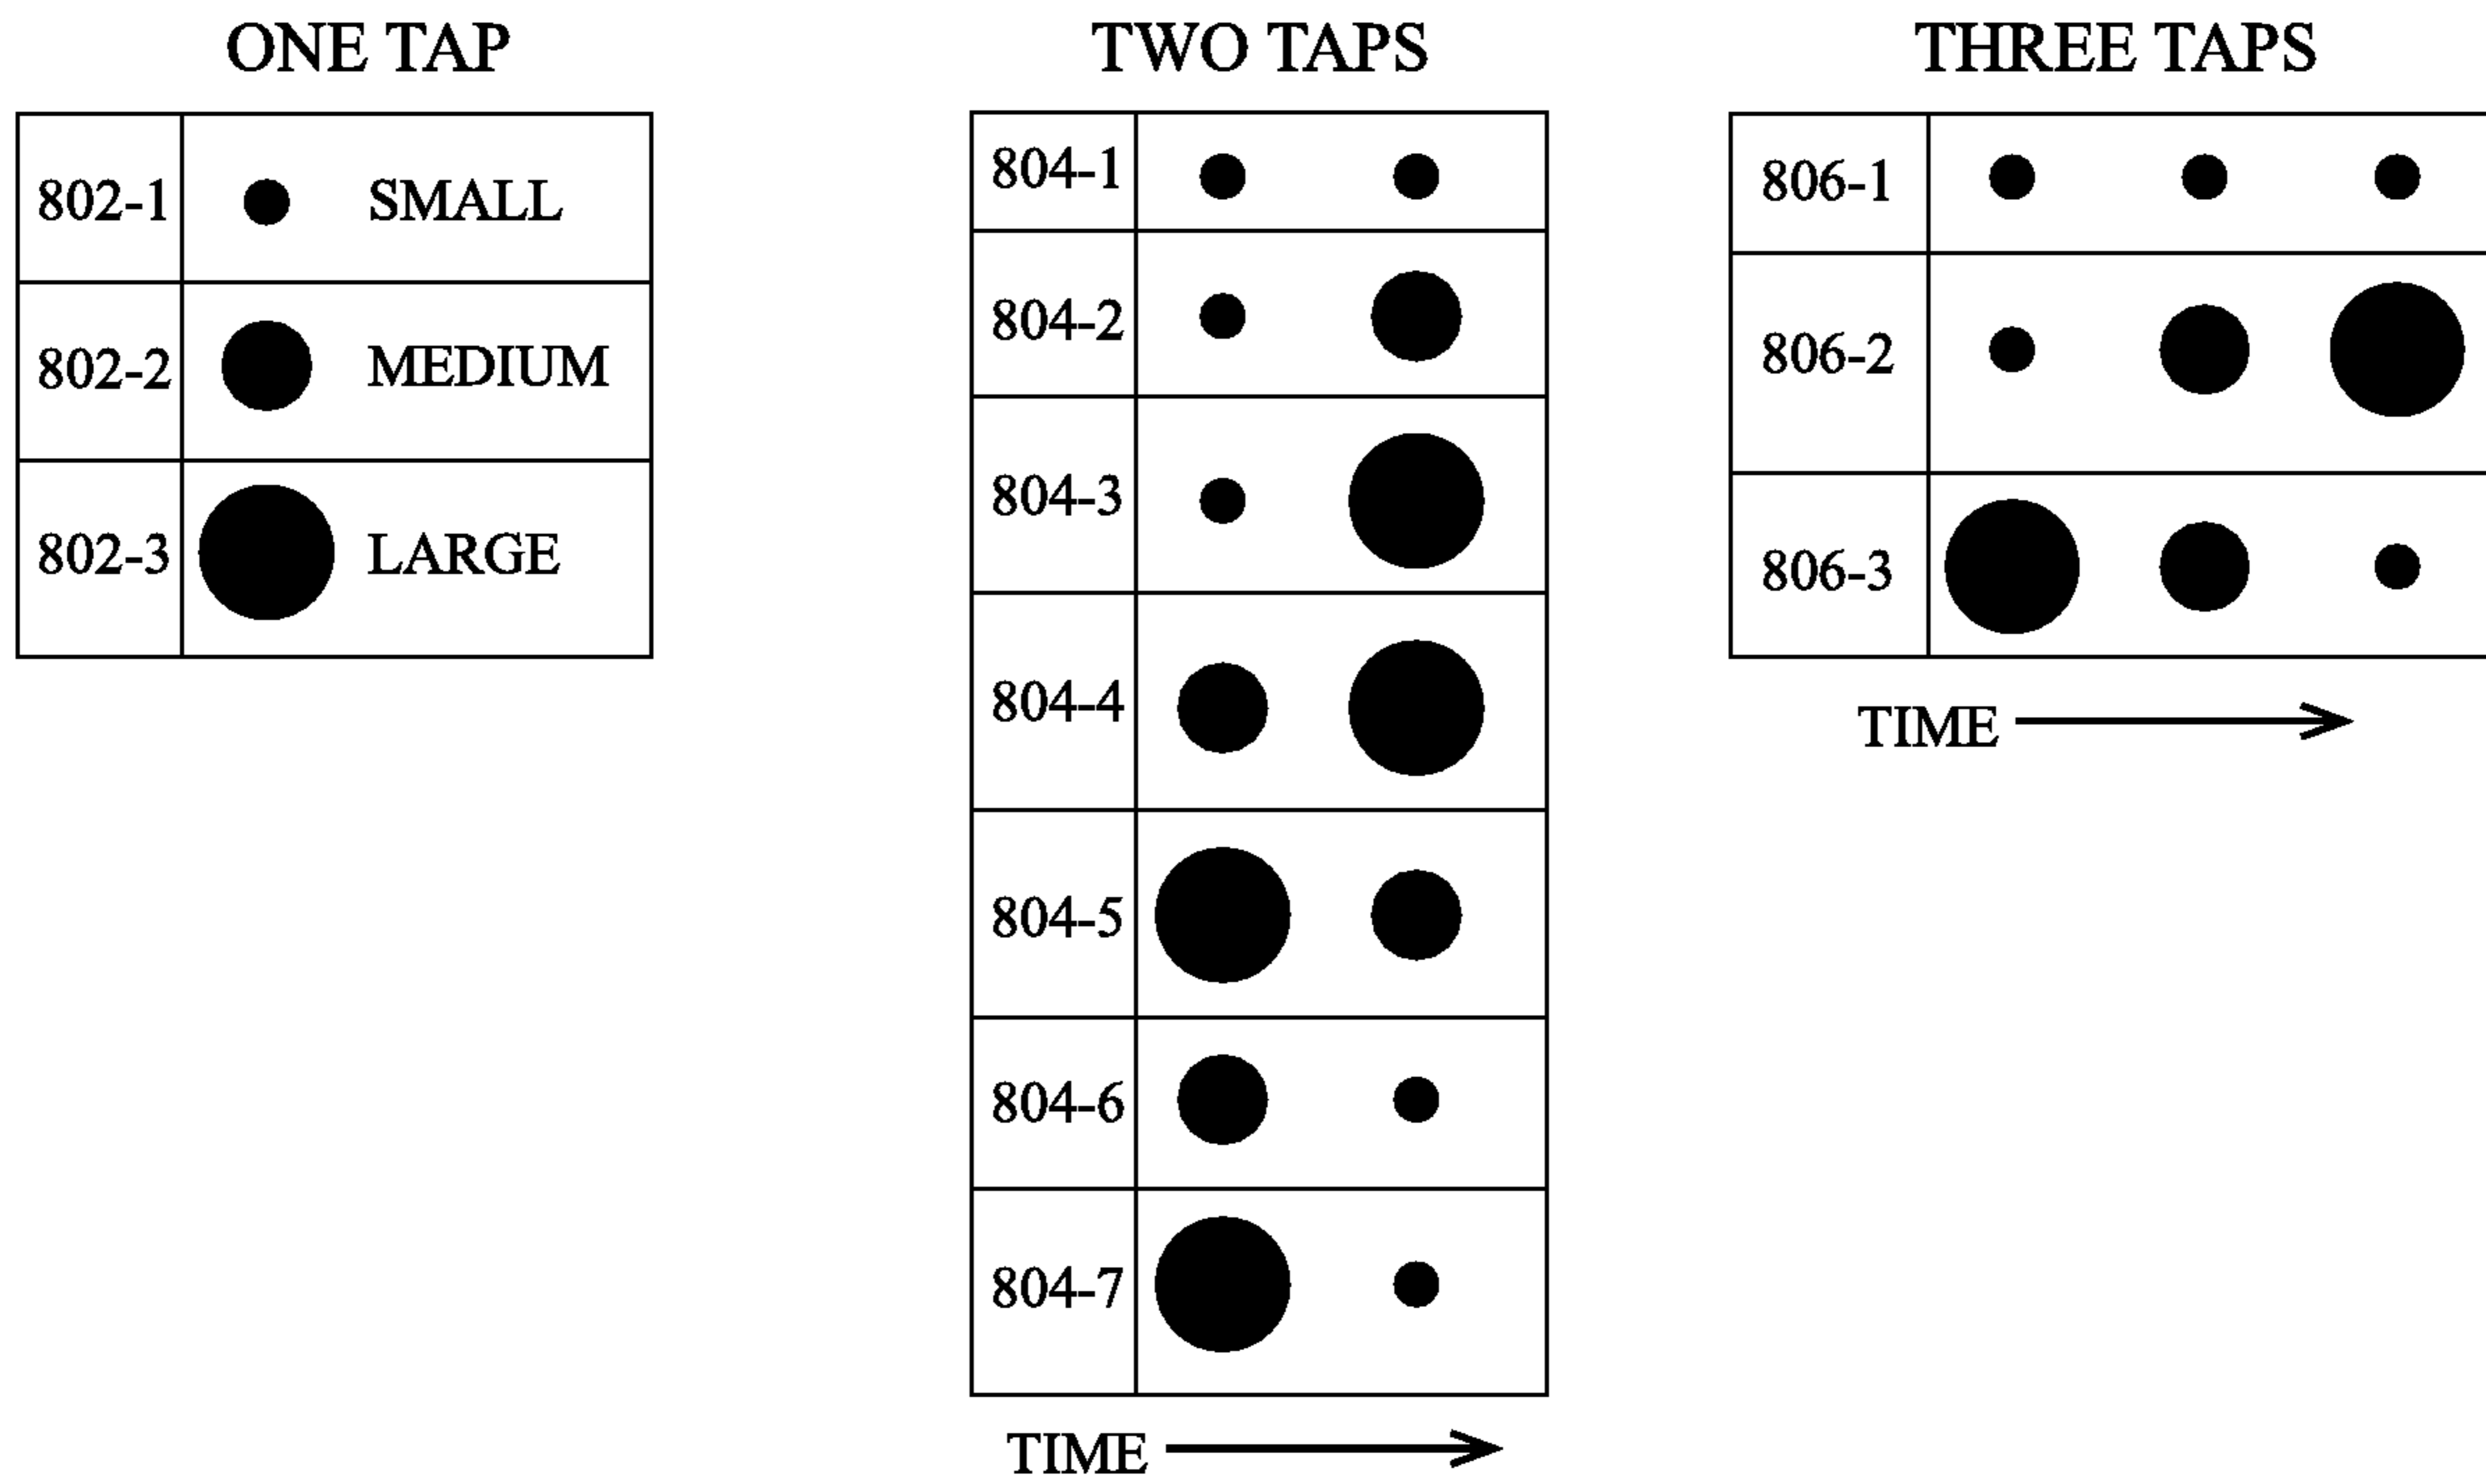 ONE TAP
802-1 SMALL
802-2 MEDIUM
802-3 LARGE
TWO TAPS
804-1
804-2
804-3
804-4
804-5
804-6
804-7
TIME
THREE TAPS
806-1
806-2
806-3
TIME